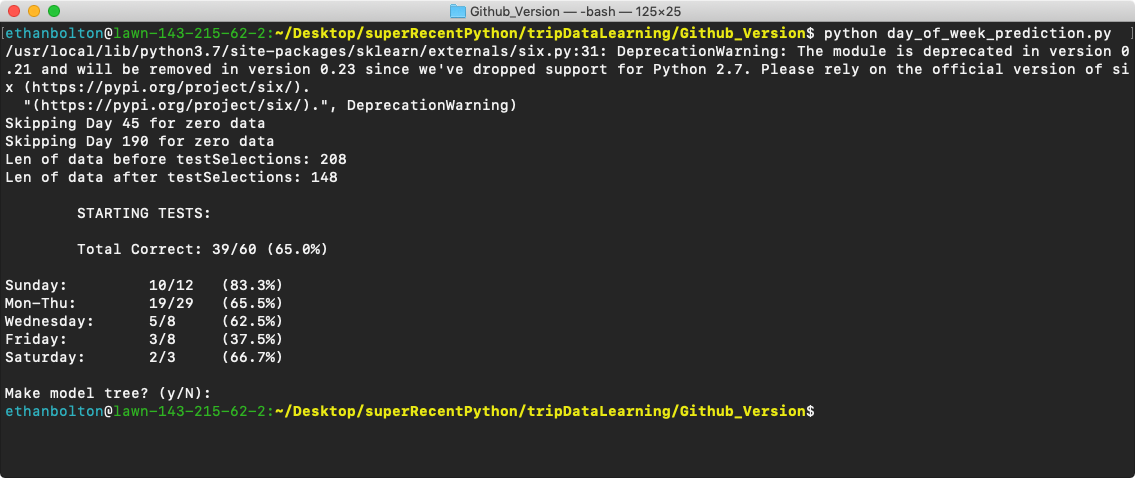 Github_Version — -bash — 125×25
[ethanbolton@lawn-143-215-62-2:~/Desktop/superRecentPython/tripDataLearning/Github_Version$ python day_of_week_prediction.py ]
/usr/local/lib/python3.7/site-packages/sklearn/externals/six.py:31: DeprecationWarning: The module is deprecated in version 0
.21 and will be removed in version 0.23 since we've dropped support for Python 2.7. Please rely on the official version of si
x (https://pypi.org/project/six/).
  "(https://pypi.org/project/six/).", DeprecationWarning)
Skipping Day 45 for zero data
Skipping Day 190 for zero data
Len of data before testSelections: 208
Len of data after testSelections: 148
STARTING TESTS:
Total Correct: 39/60 (65.0%)
Sunday: 10/12 (83.3%)
Mon-Thu: 19/29 (65.5%)
Wednesday: 5/8 (62.5%)
Friday: 3/8 (37.5%)
Saturday: 2/3 (66.7%)
Make model tree? (y/N):
ethanbolton@lawn-143-215-62-2:~/Desktop/superRecentPython/tripDataLearning/Github_Version$